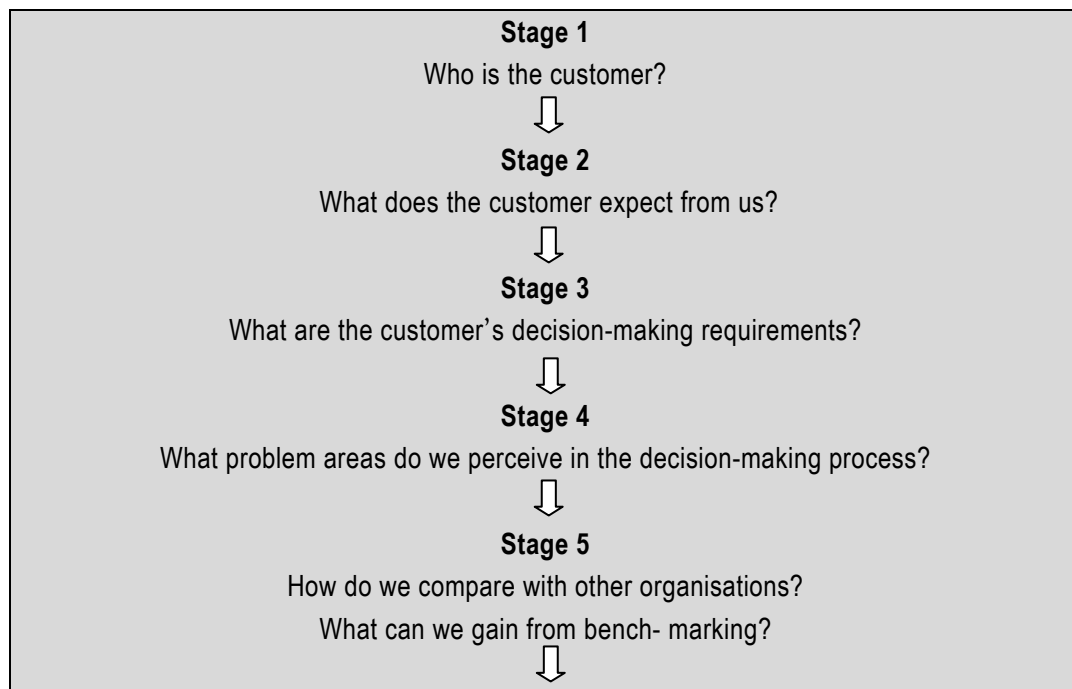 Stage 1
Who is the customer?
Stage 2
What does the customer expect from us?
Stage 3
What are the customer’s decision-making requirements?
Stage 4
What problem areas do we perceive in the decision-making process?
Stage 5
How do we compare with other organisations?
What can we gain from bench- marking?